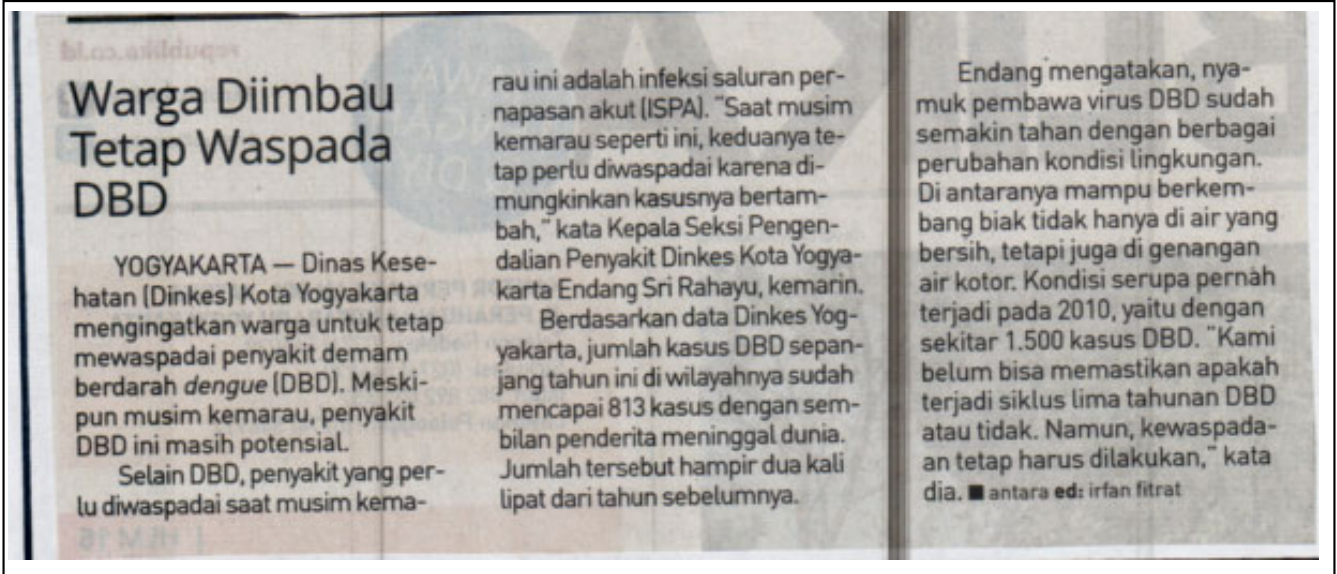 republika.co.id
Warga Diimbau
Tetap Waspada
DBD
YOGYAKARTA — Dinas Kese-
hatan (Dinkes) Kota Yogyakarta
mengingatkan warga untuk tetap
mewaspadai penyakit demam
berdarah dengue (DBD). Meski-
pun musim kemarau, penyakit
DBD ini masih potensial.
Selain DBD, penyakit yang per-
lu diwaspadai saat musim kema-
rau ini adalah infeksi saluran per-
napasan akut (ISPA). "Saat musim
kemarau seperti ini, keduanya te-
tap perlu diwaspadai karena di-
mungkinkan kasusnya bertam-
bah," kata Kepala Seksi Pengen-
dalian Penyakit Dinkes Kota Yogya-
karta Endang Sri Rahayu, kemarin.
Berdasarkan data Dinkes Yog-
yakarta, jumlah kasus DBD sepan-
jang tahun ini di wilayahnya sudah
mencapai 813 kasus dengan sem-
bilan penderita meninggal dunia.
Jumlah tersebut hampir dua kali
lipat dari tahun sebelumnya.
Endang mengatakan, nya-
muk pembawa virus DBD sudah
semakin tahan dengan berbagai
perubahan kondisi lingkungan.
Di antaranya mampu berkem-
bang biak tidak hanya di air yang
bersih, tetapi juga di genangan
air kotor. Kondisi serupa pernah
terjadi pada 2010, yaitu dengan
sekitar 1.500 kasus DBD. "Kami
belum bisa memastikan apakah
terjadi siklus lima tahunan DBD
atau tidak. Namun, kewaspada-
an tetap harus dilakukan," kata
dia. ■ antara ed: irfan fitrat